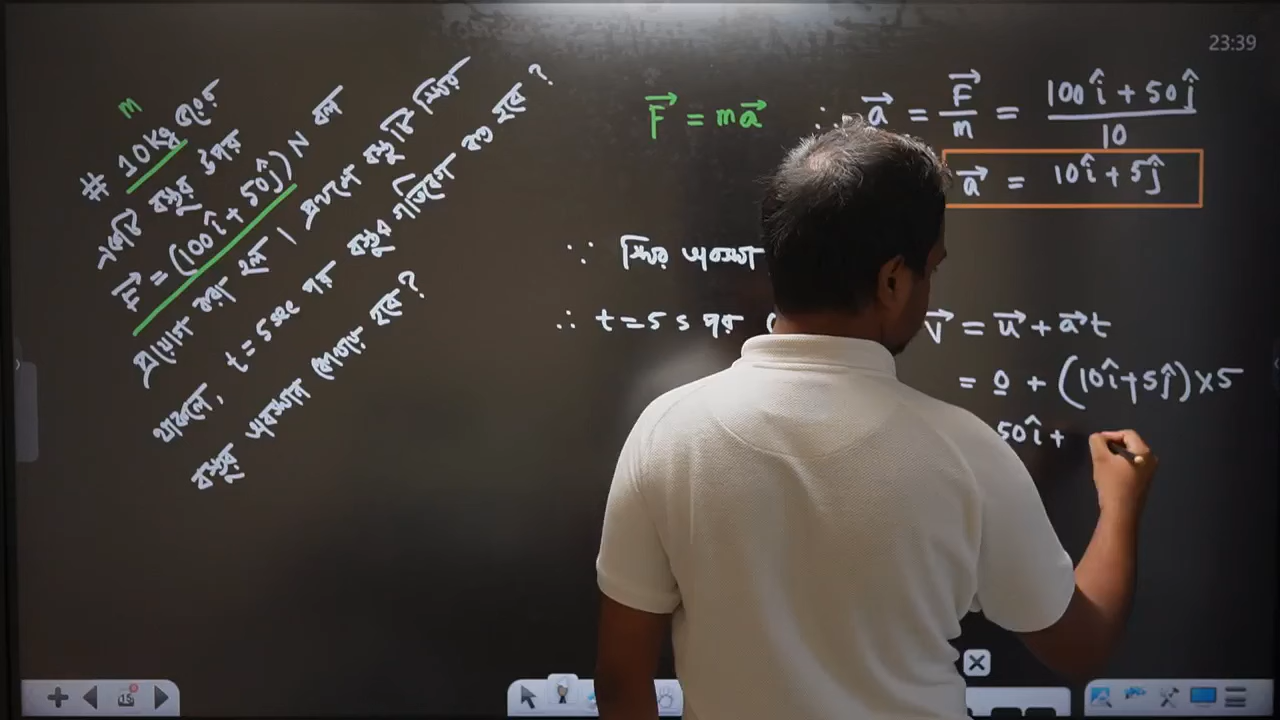 23:39
m
# 10kg ভরের
একটি বস্তুর উপর
F⃗ = (100î + 50ĵ) N বল
প্রয়োগ করা হল। প্রথমে বস্তুটি স্থির
থাকলে, t = 5 sec পর বস্তুর গতিবেগ কত হবে?
বস্তুর অবস্থান কোথায় হবে?
F⃗ = ma⃗
∴ a⃗ = F⃗/m = (100î + 50ĵ)/10
a⃗ = 10î + 5ĵ
∵ স্থির অবস্থা
∴ t = 5 s পর
v⃗ = u⃗ + a⃗t
= 0 + (10î + 5ĵ) × 5
50î +
15